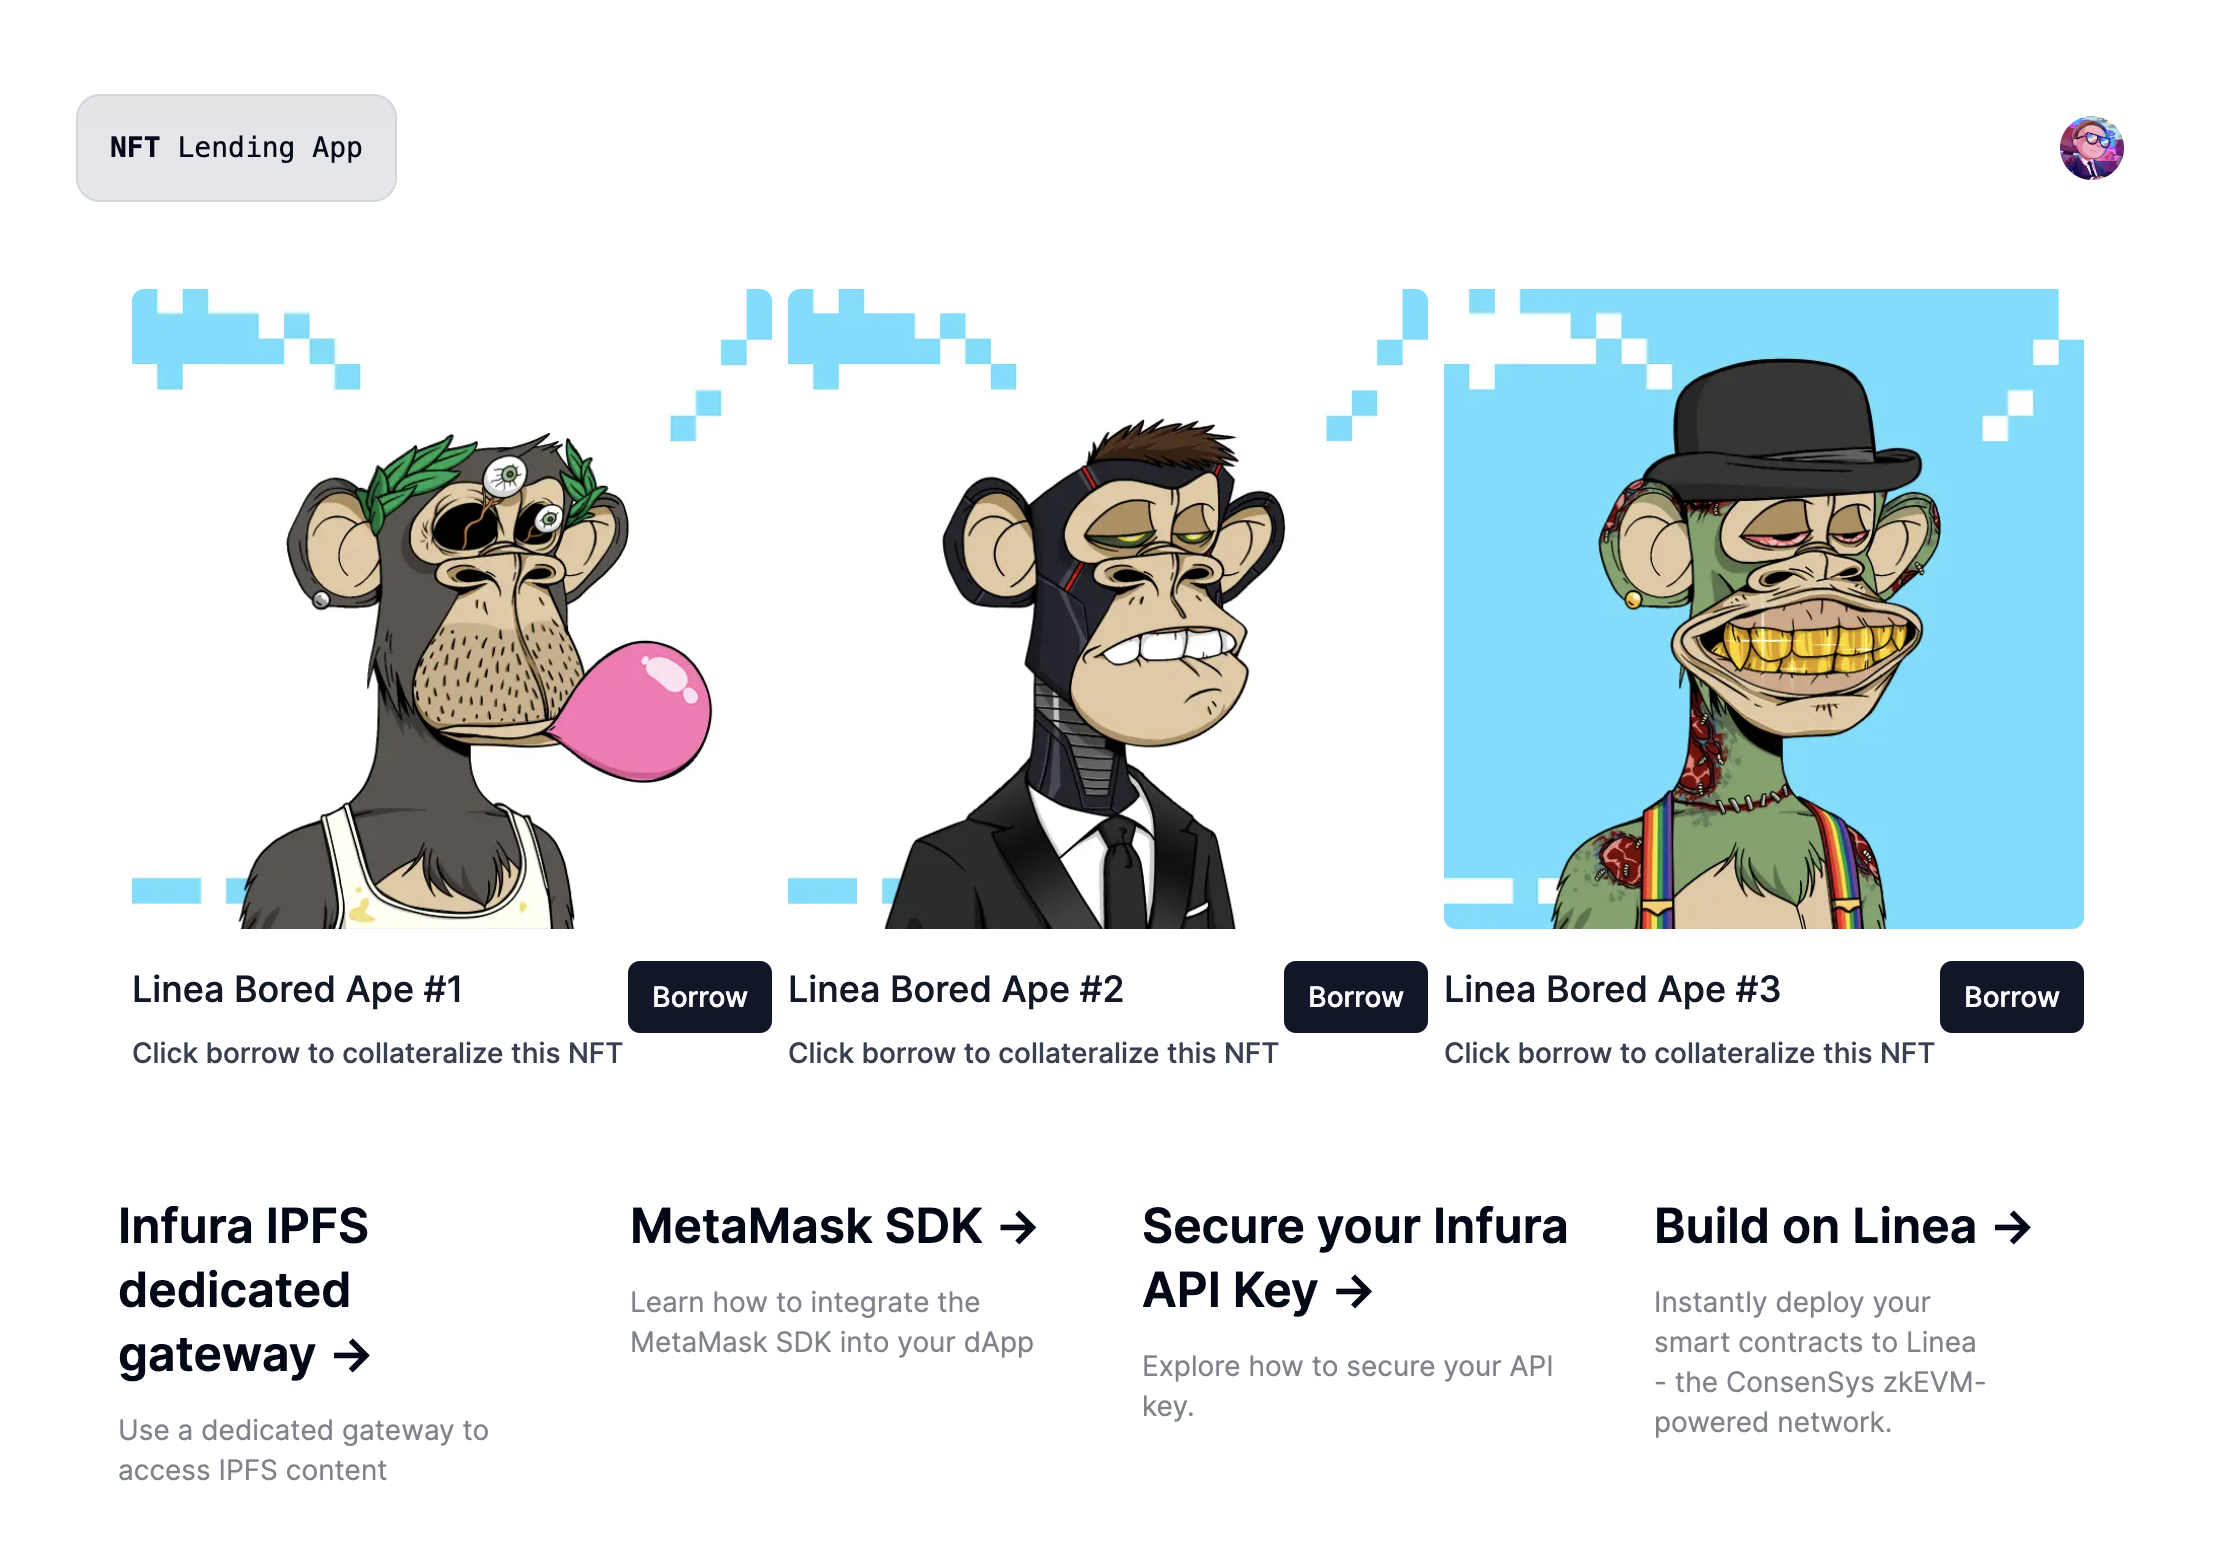 NFT Lending App
Linea Bored Ape #1
Borrow
Click borrow to collateralize this NFT
Linea Bored Ape #2
Borrow
Click borrow to collateralize this NFT
Linea Bored Ape #3
Borrow
Click borrow to collateralize this NFT
Infura IPFS
dedicated
gateway →
Use a dedicated gateway to
access IPFS content
MetaMask SDK →
Learn how to integrate the
MetaMask SDK into your dApp
Secure your Infura
API Key →
Explore how to secure your API
key.
Build on Linea →
Instantly deploy your
smart contracts to Linea
- the ConsenSys zkEVM-
powered network.